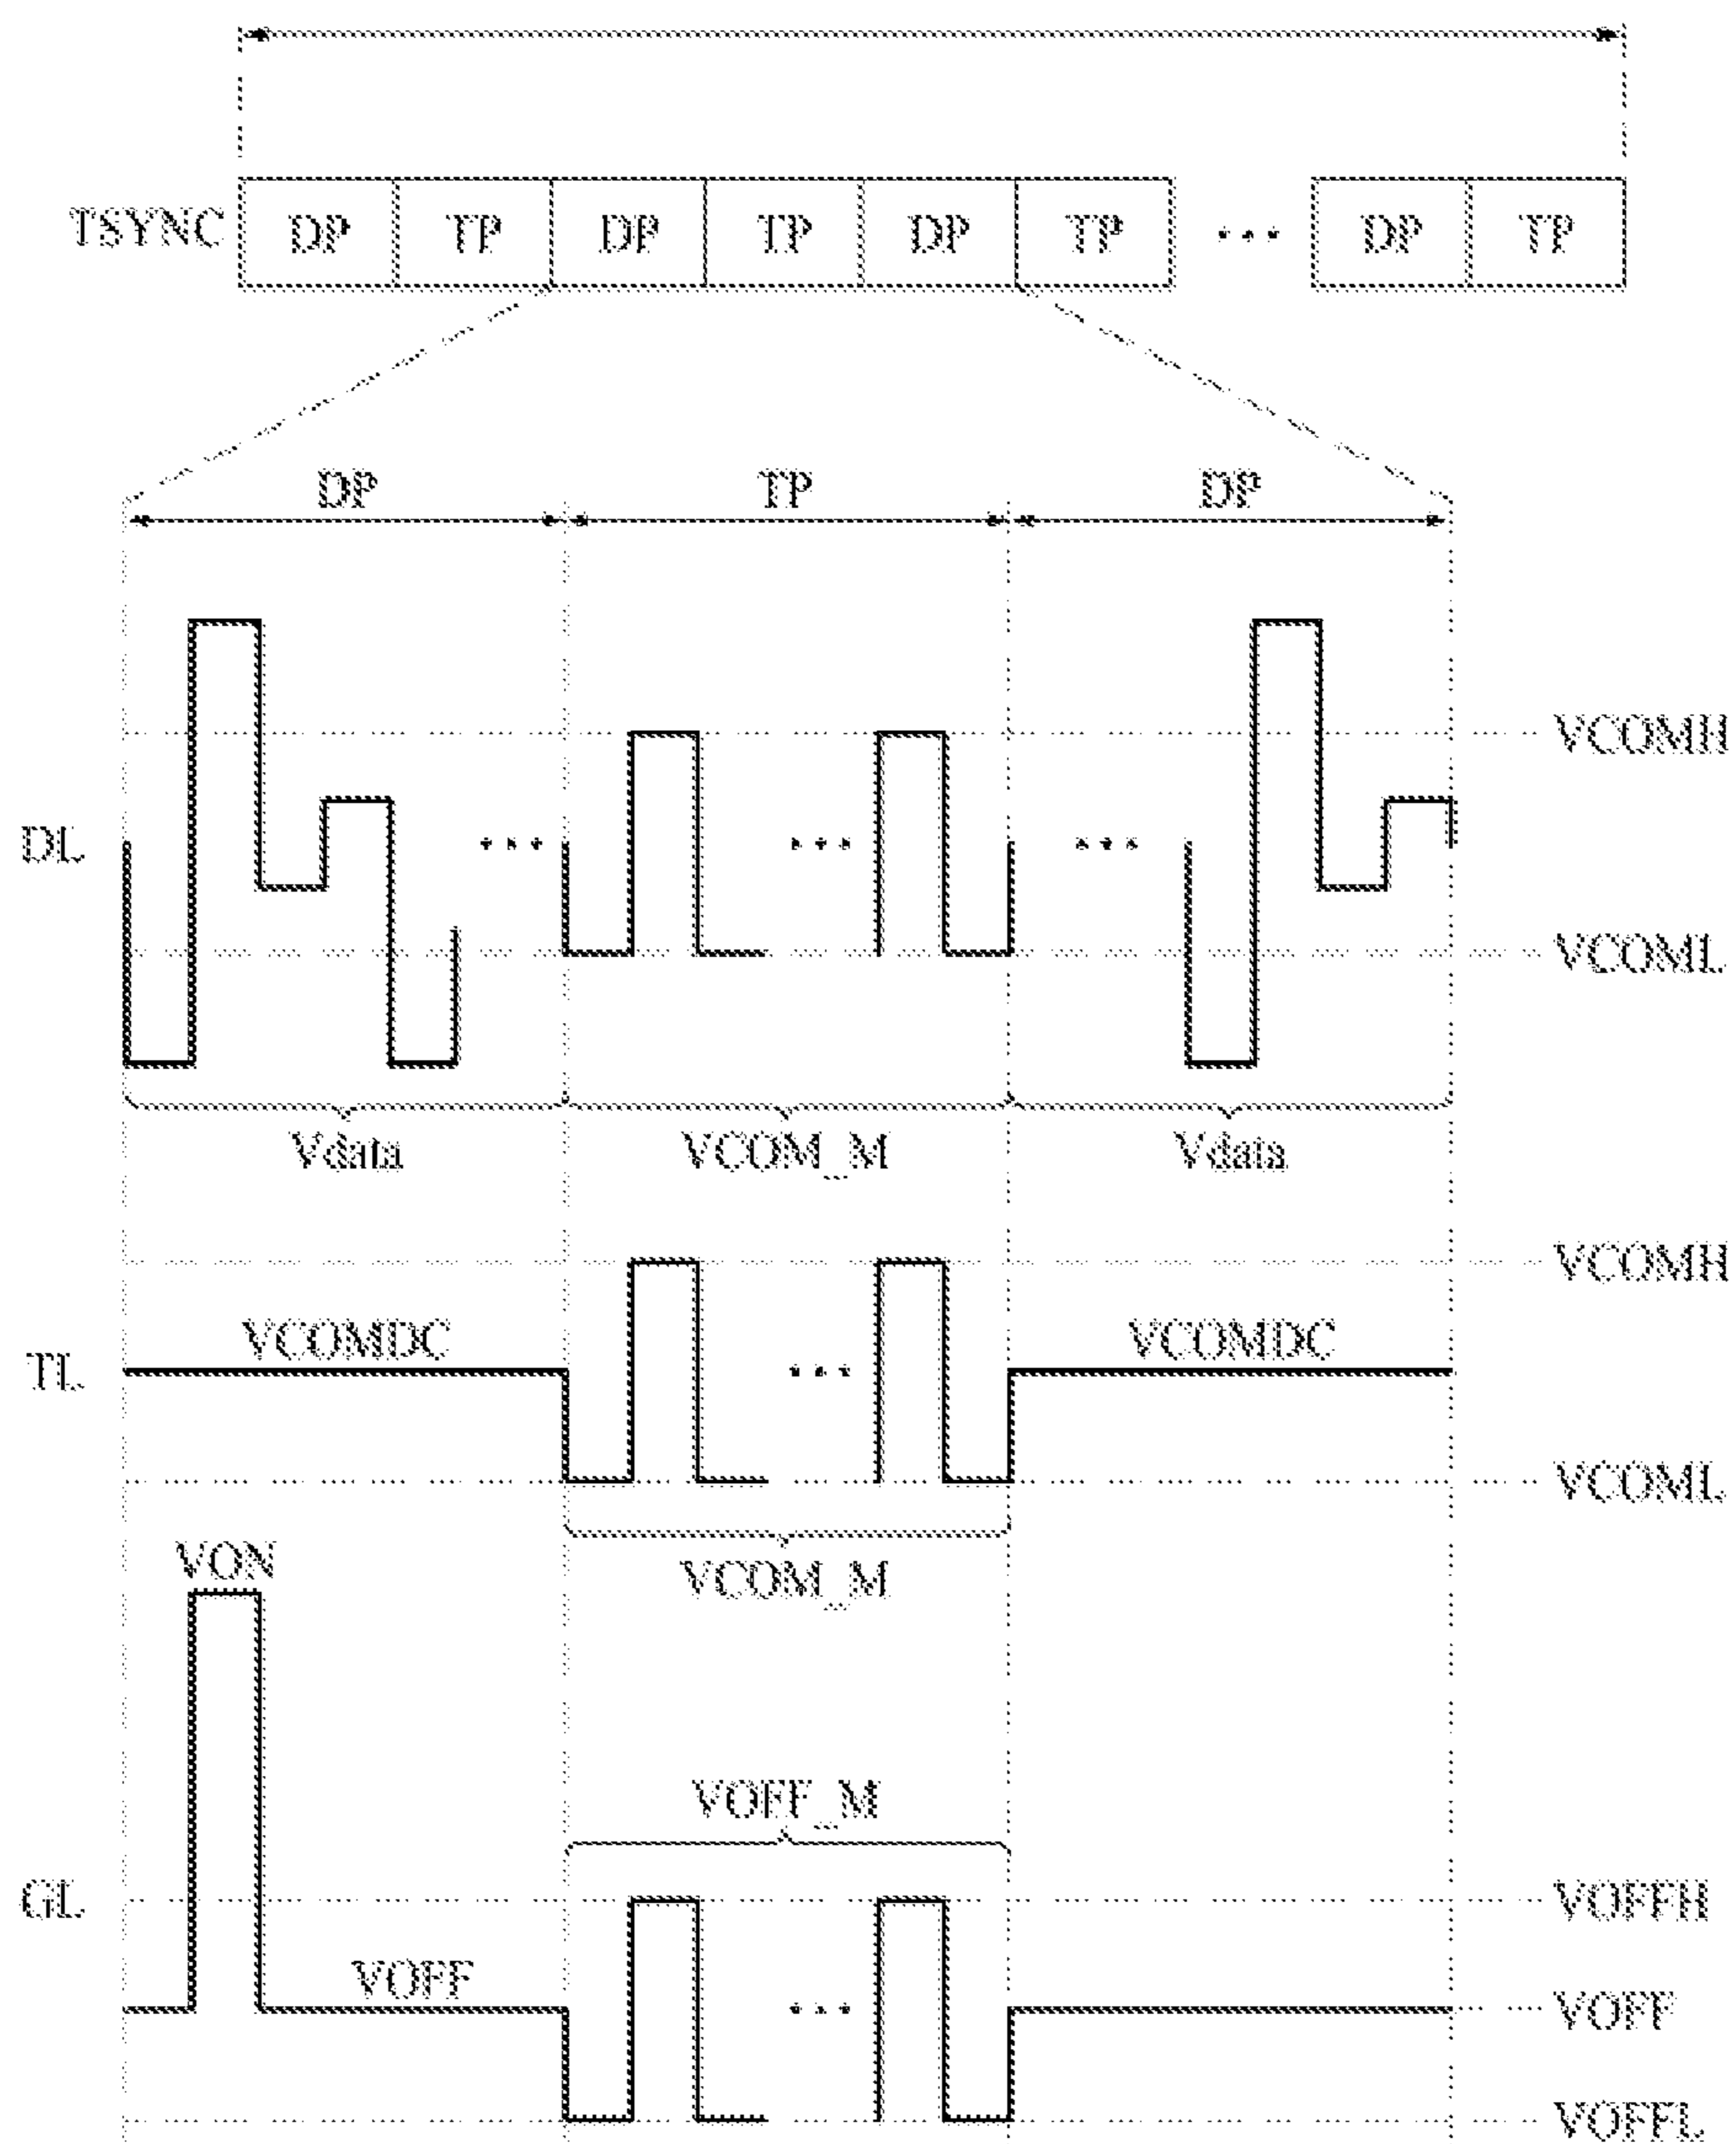 TSYNC DP TP DP TP DP TP ... DP TP
DP TP DP
VCOMH
DL ... ... ...
VCOML
Vdata VCOM_M Vdata
VCOMH
VCOMDC VCOMDC
TL ...
VCOML
VON
VCOM_M
VOFF_M
GL VOFFH
VOFF
... VOFF
VOFFL